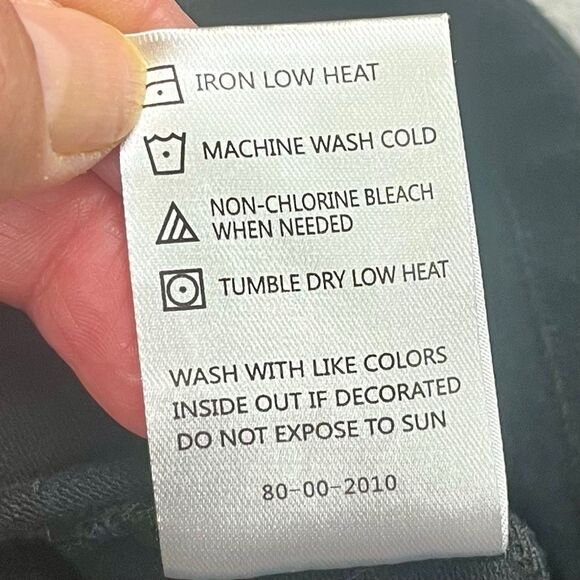 IRON LOW HEAT
MACHINE WASH COLD
NON-CHLORINE BLEACH
WHEN NEEDED
TUMBLE DRY LOW HEAT
WASH WITH LIKE COLORS
INSIDE OUT IF DECORATED
DO NOT EXPOSE TO SUN
80-00-2010